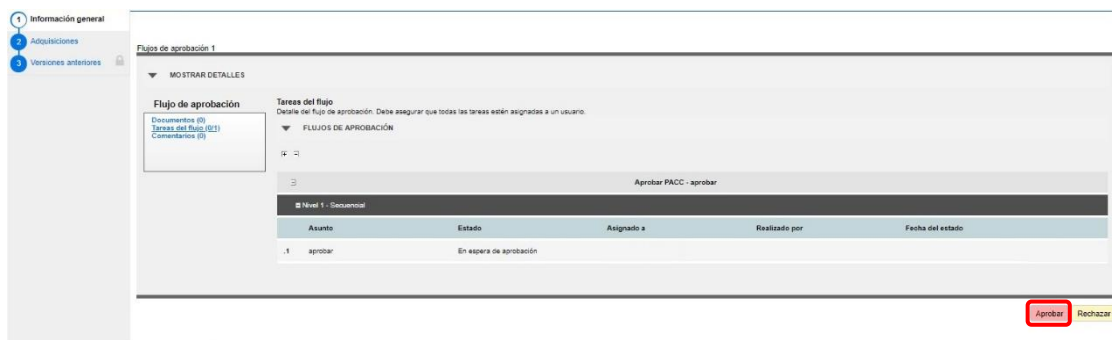 1 Información general
2 Adquisiciones
3 Versiones anteriores
Flujos de aprobación 1
MOSTRAR DETALLES
Flujo de aprobación
Documentos (0)
Tareas del flujo (0/1)
Comentarios (0)
Tareas del flujo
Detalle del flujo de aprobación. Debe asegurar que todas las tareas estén asignadas a un usuario.
FLUJOS DE APROBACIÓN
Aprobar PACC - aprobar
Nivel 1 - Secuencial
Asunto Estado Asignado a Realizado por Fecha del estado
.1 aprobar En espera de aprobación
Aprobar Rechazar